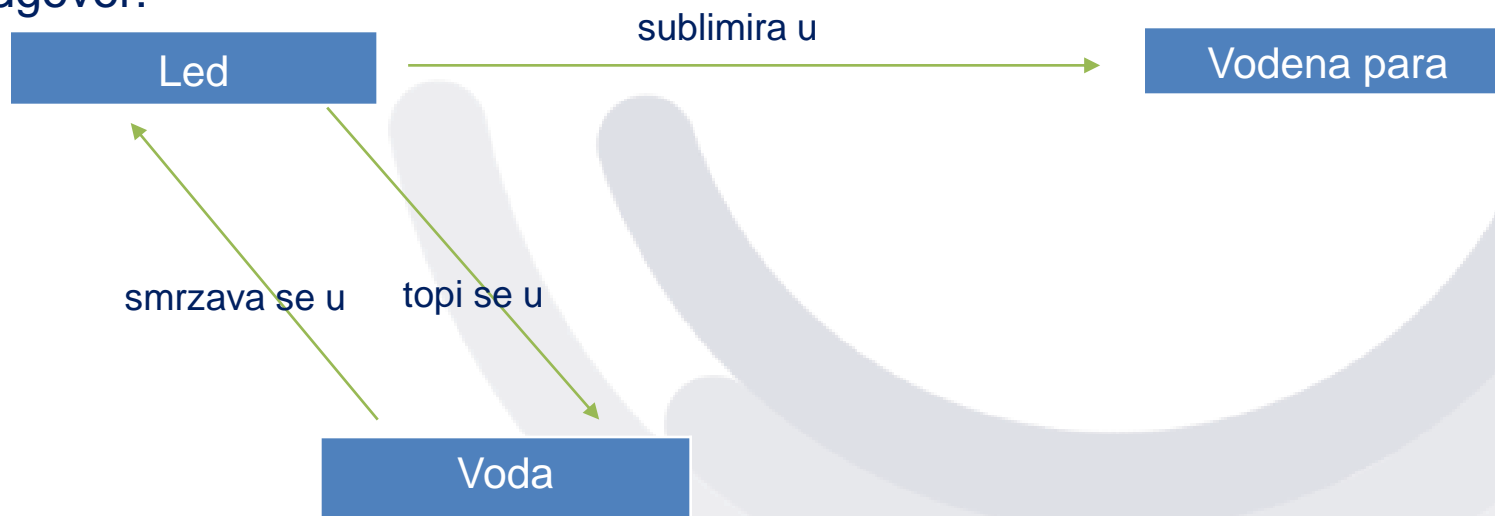 sublimira u
Led
Vodena para
smrzava se u
topi se u
Voda